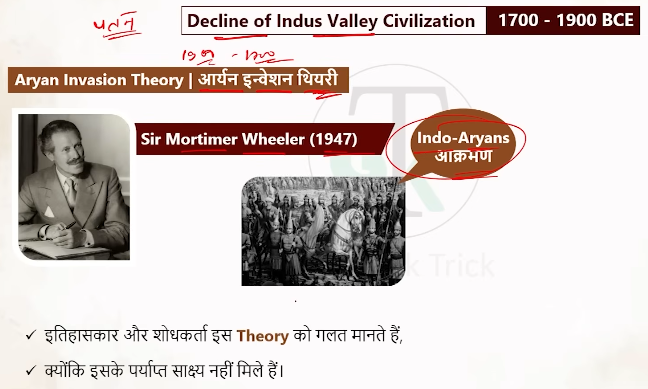 पतन
Decline of Indus Valley Civilization 1700 - 1900 BCE
1900 - 1700
Aryan Invasion Theory | आर्यन इन्वेशन थियरी
Sir Mortimer Wheeler (1947)
Indo-Aryans
आक्रमण
Trick
✓ इतिहासकार और शोधकर्ता इस Theory को गलत मानते हैं,
✓ क्योंकि इसके पर्याप्त साक्ष्य नहीं मिले हैं।